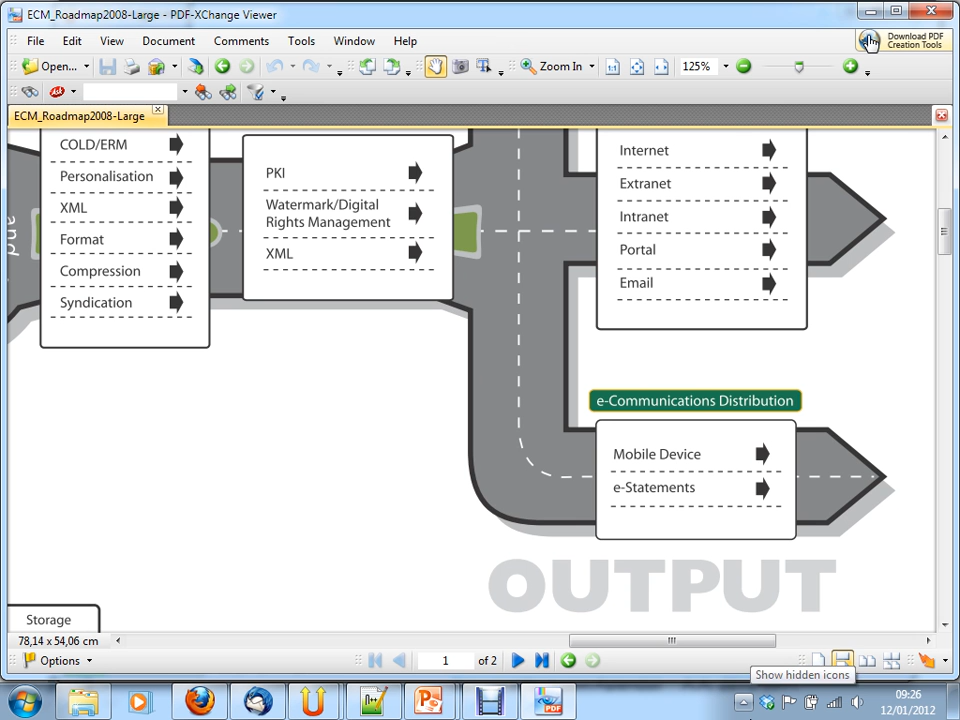 ECM_Roadmap2008-Large - PDF-XChange Viewer
File Edit View Document Comments Tools Window Help
Download PDF
Creation Tools
Open...
Zoom In
125%
ECM_Roadmap2008-Large
COLD/ERM
Personalisation
XML
Format
Compression
Syndication
and
PKI
Watermark/Digital
Rights Management
XML
Internet
Extranet
Intranet
Portal
Email
e-Communications Distribution
Mobile Device
e-Statements
OUTPUT
Storage
78,14 x 54,06 cm
Options
1 of 2
Show hidden icons
09:26
12/01/2012